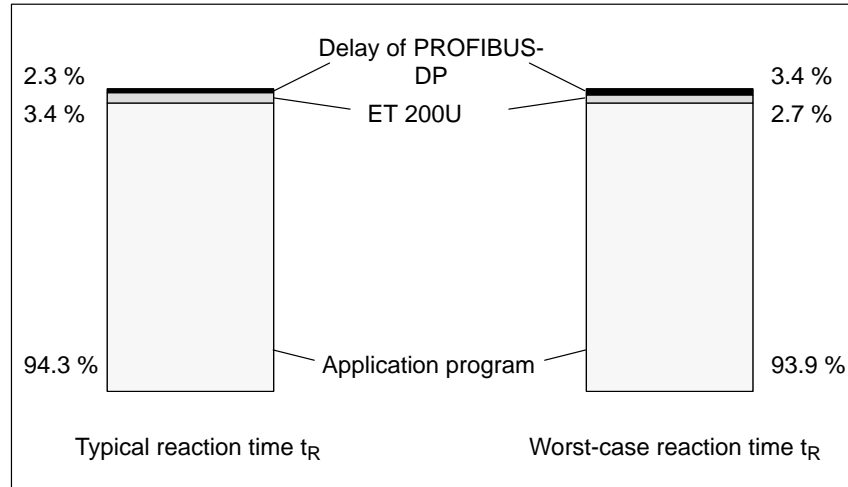 Delay of PROFIBUS-
DP
2.3 %
3.4 %
3.4 %
ET 200U
2.7 %
94.3 %
Application program
93.9 %
Typical reaction time tR
Worst-case reaction time tR